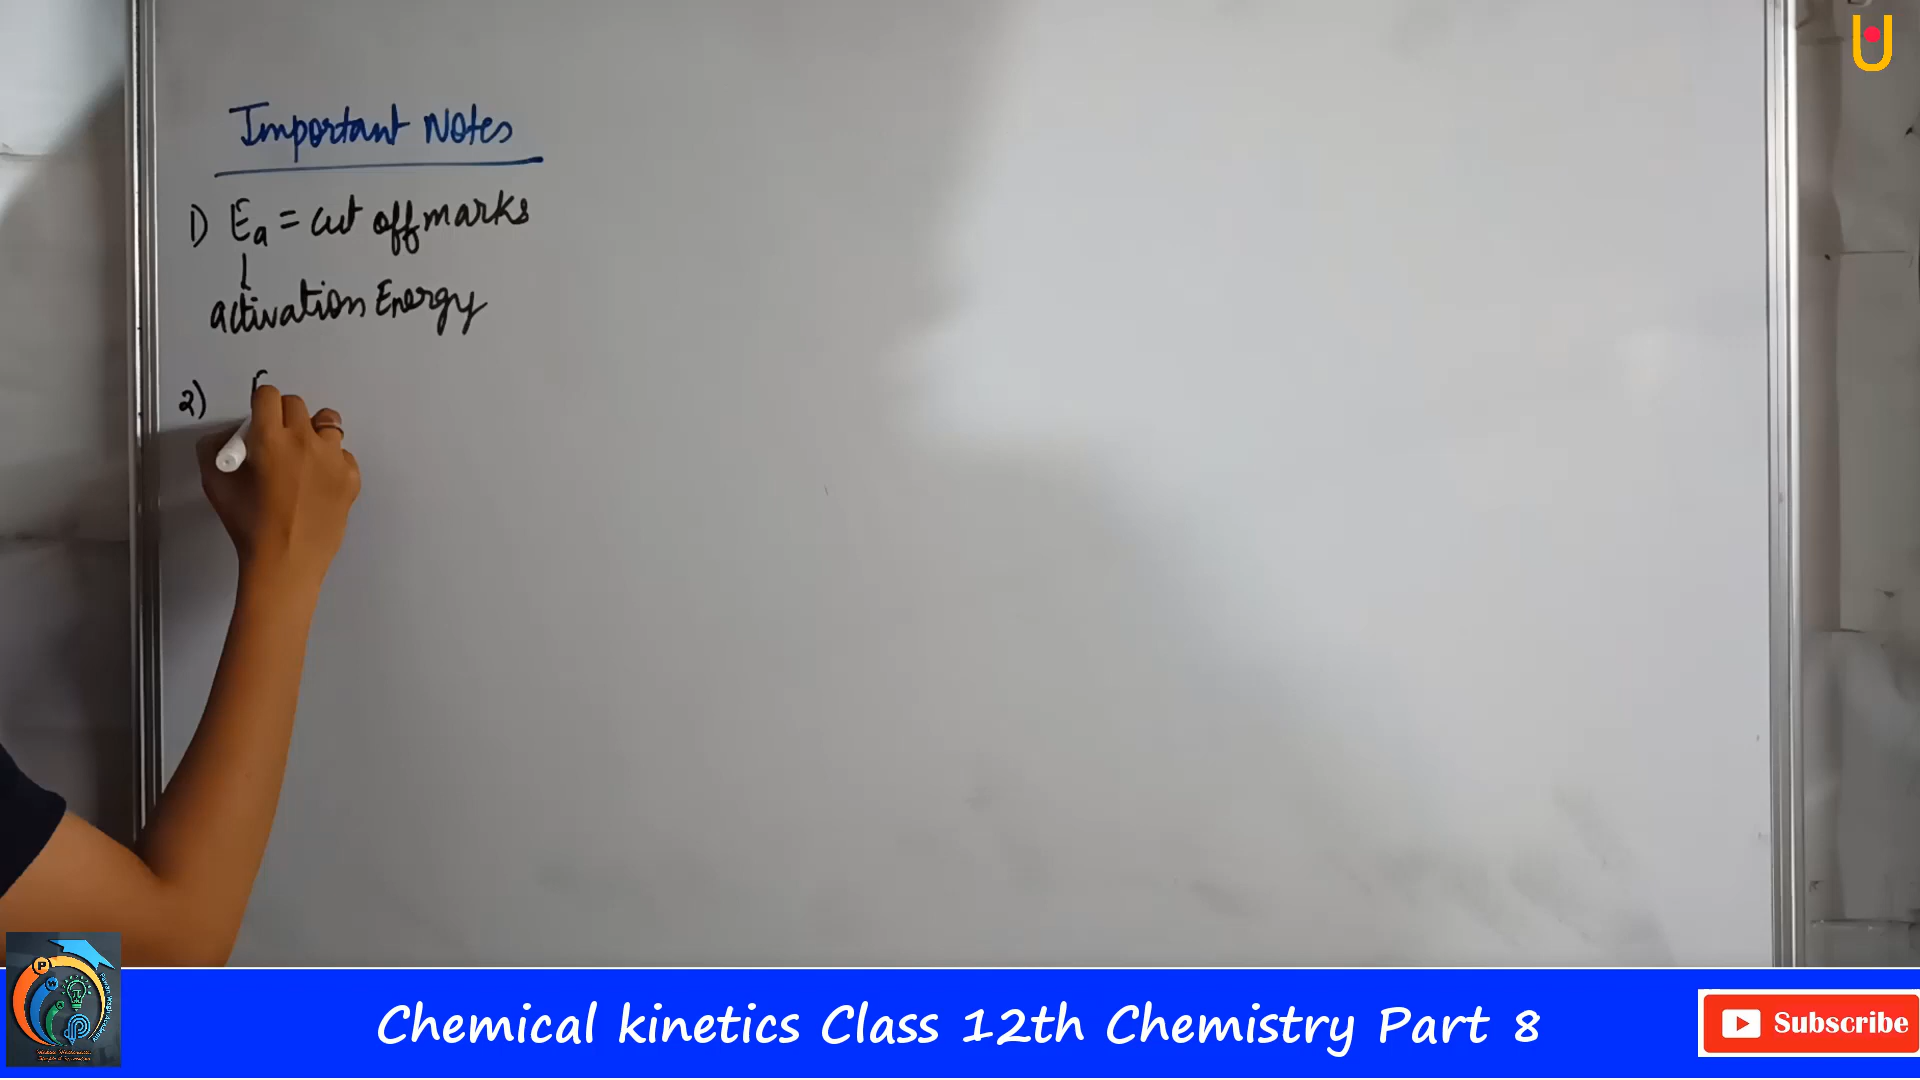 Important Notes
1) Ea = cut off marks
activation Energy
2) E
Chemical kinetics Class 12th Chemistry Part 8
Subscribe